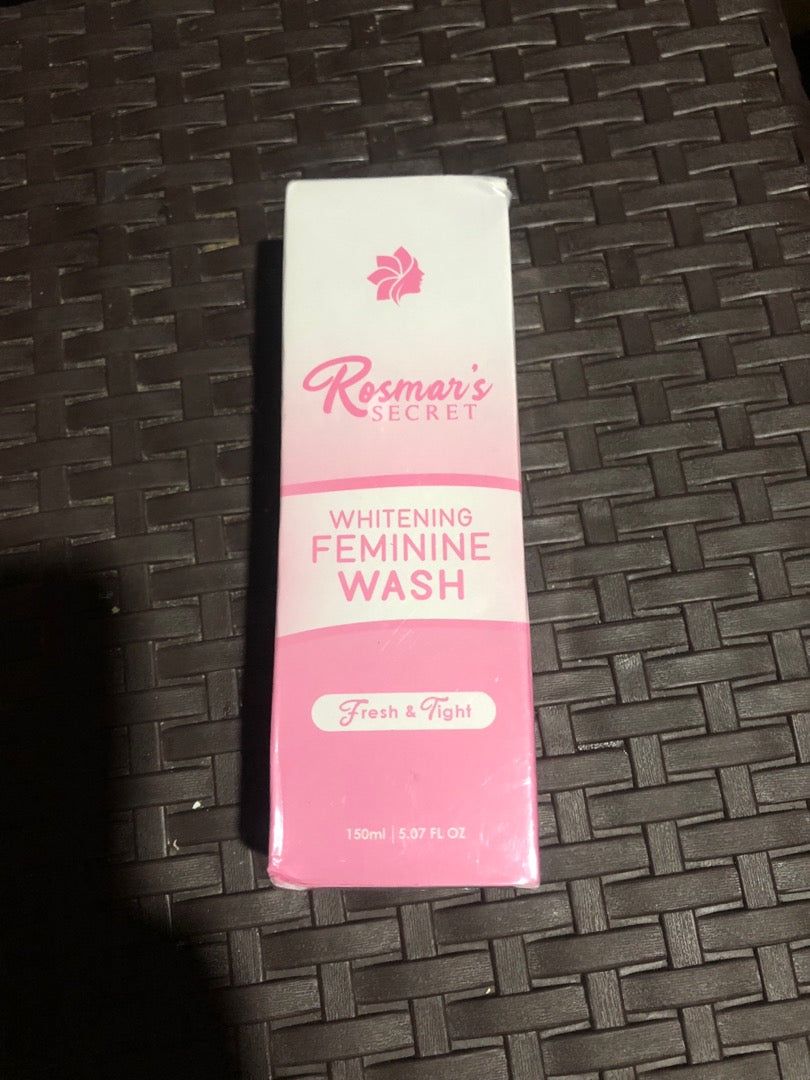 Rosmar's
SECRET
WHITENING
FEMININE
WASH
Fresh & Tight
150ml | 5.07 FL OZ